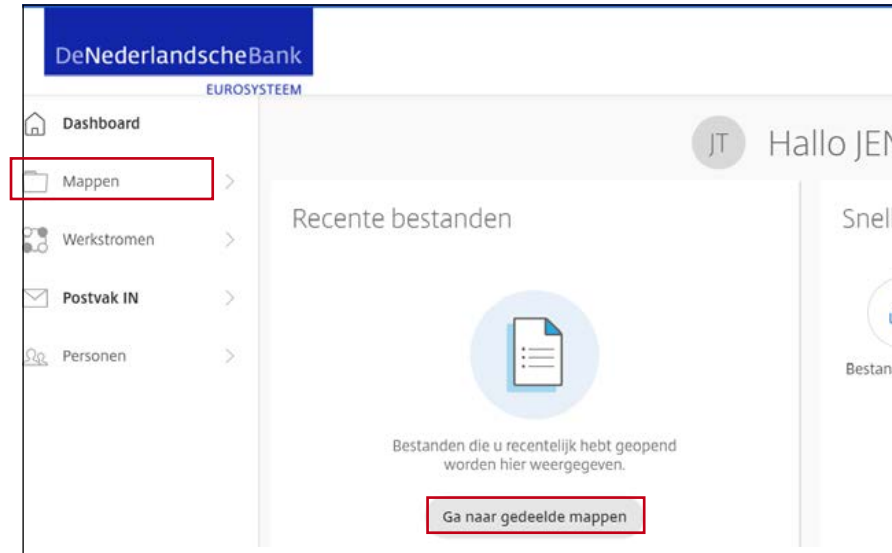 DeNederlandscheBank
EUROSYSTEEM
Dashboard
Mappen
Werkstromen
Postvak IN
Personen
JT
Hallo JEN
Recente bestanden
Bestanden die u recentelijk hebt geopend
worden hier weergegeven.
Ga naar gedeelde mappen
Snell
Bestan